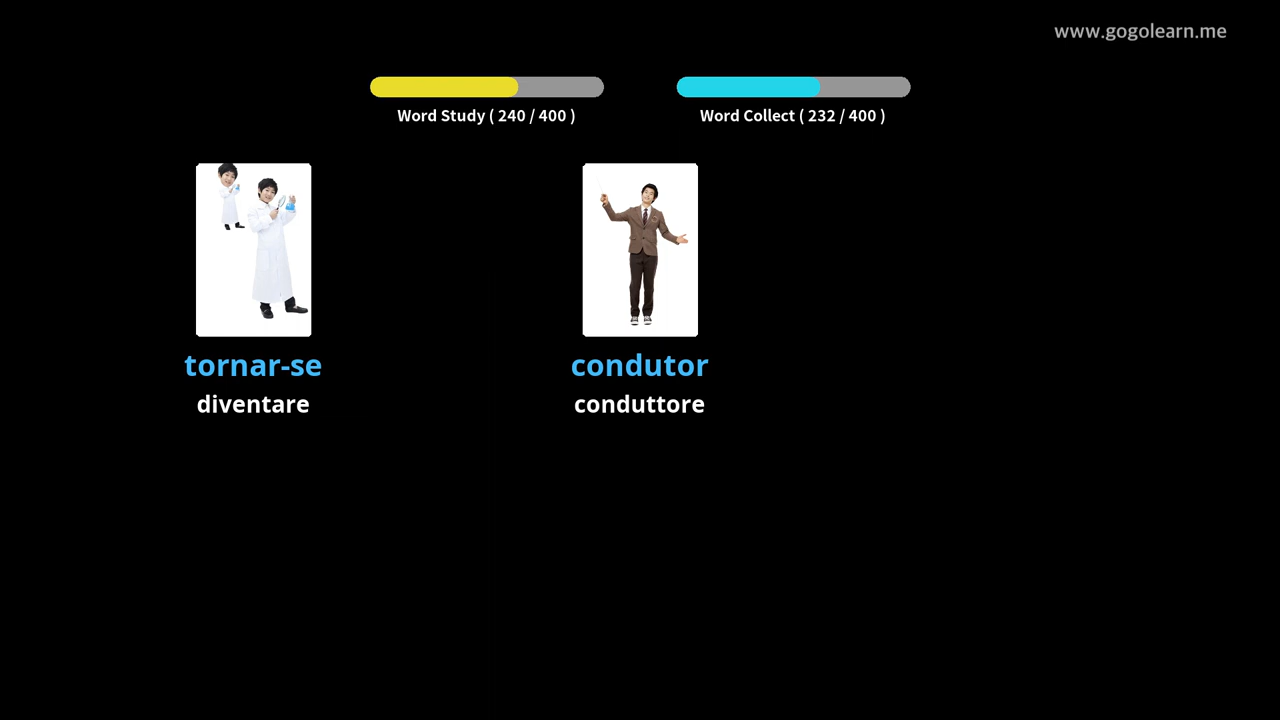 www.gogolearn.me
Word Study ( 240 / 400 )
Word Collect ( 232 / 400 )
tornar-se
diventare
condutor
conduttore